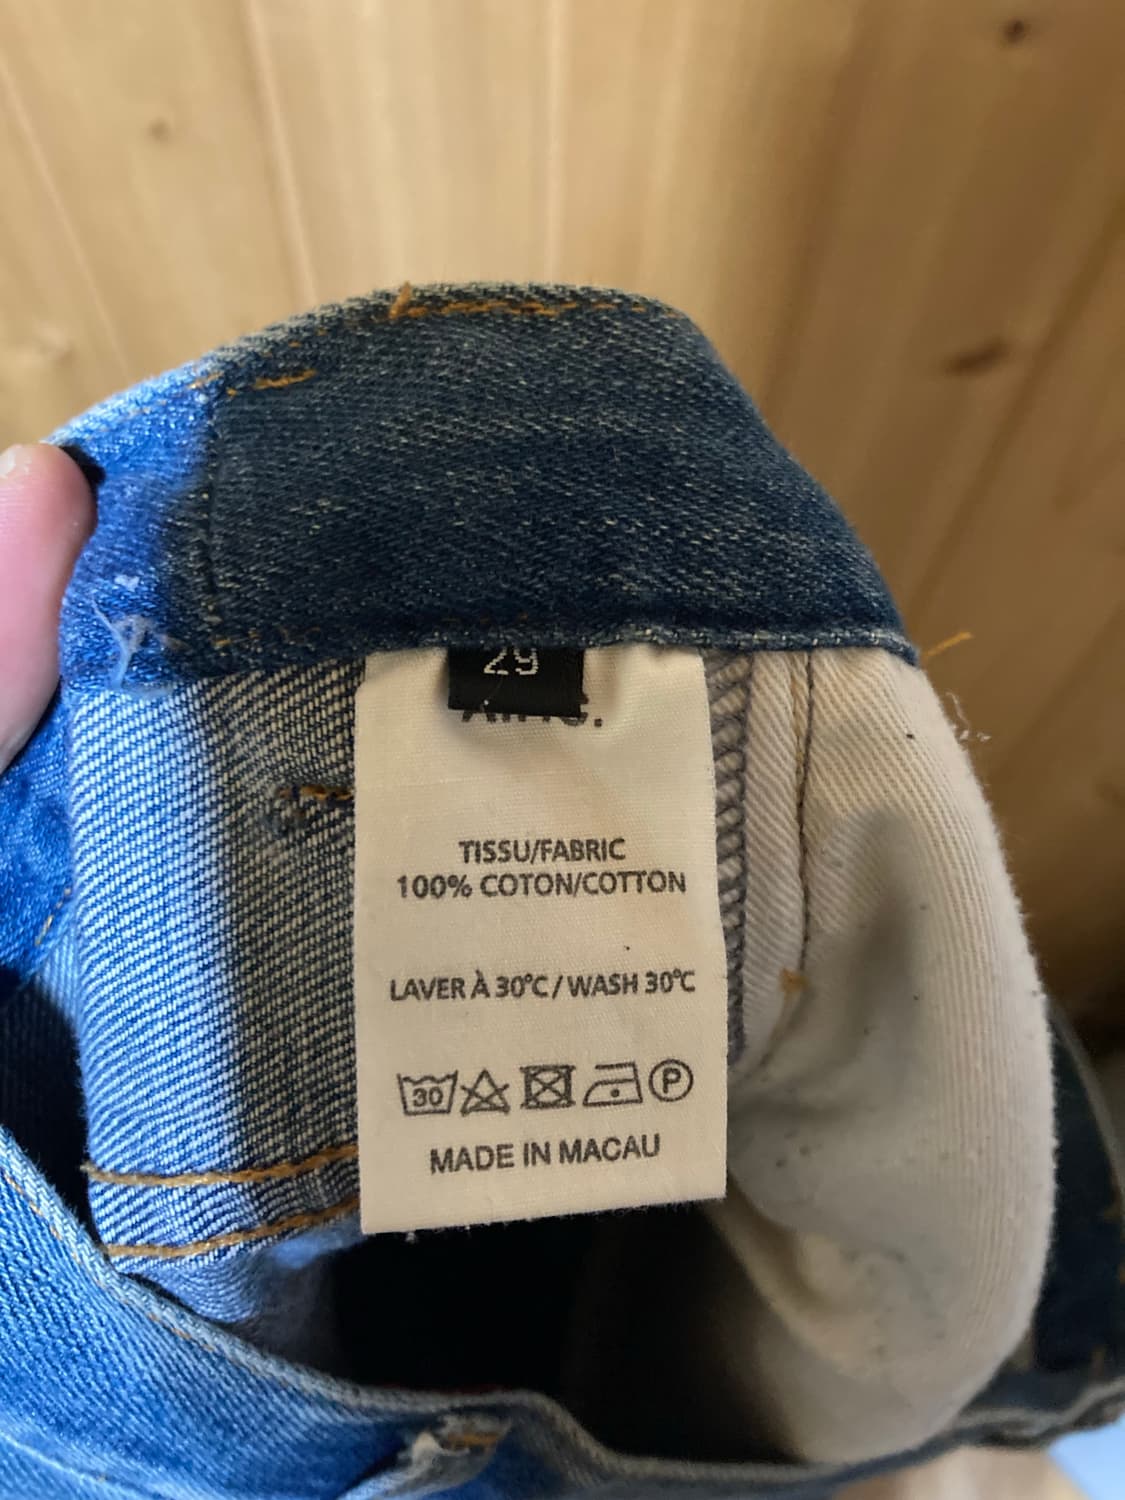 29
TISSU/FABRIC
100% COTON/COTTON
LAVER À 30°C / WASH 30°C
30 P
MADE IN MACAU